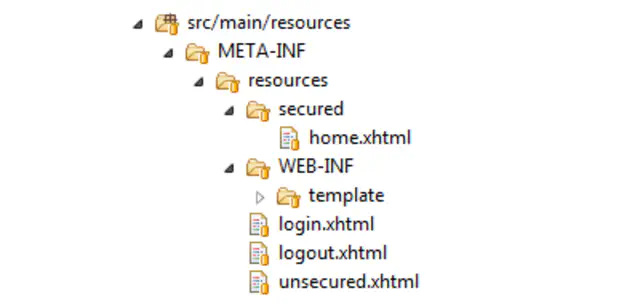 src/main/resources
META-INF
resources
secured
home.xhtml
WEB-INF
template
login.xhtml
logout.xhtml
unsecured.xhtml